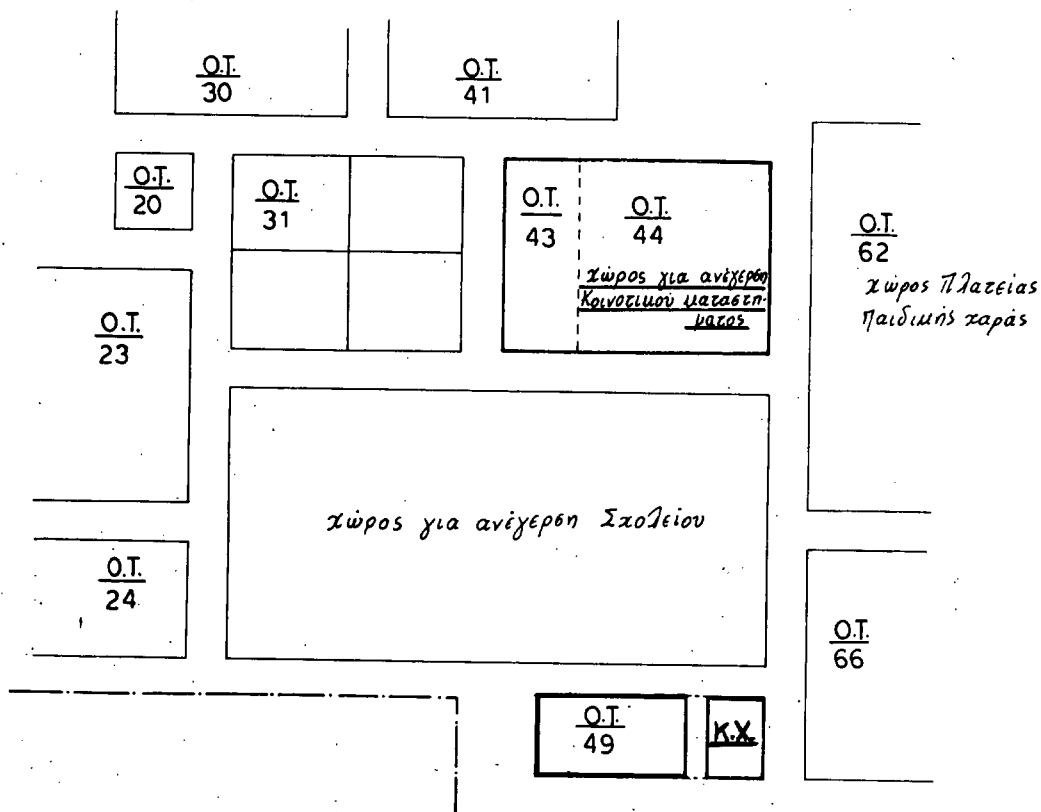 Ο.Τ.
30
Ο.Τ.
41
Ο.Τ.
20
Ο.Τ.
31
Ο.Τ.
43
Ο.Τ.
44
χώρος για ανέγερση
Κοινοτικού καταστή-
ματος
Ο.Τ.
62
χώρος Πλατείας
Παιδικής χαράς
Ο.Τ.
23
χώρος για ανέγερση Σχολείου
Ο.Τ.
24
Ο.Τ.
66
Ο.Τ.
49
Κ.Χ.